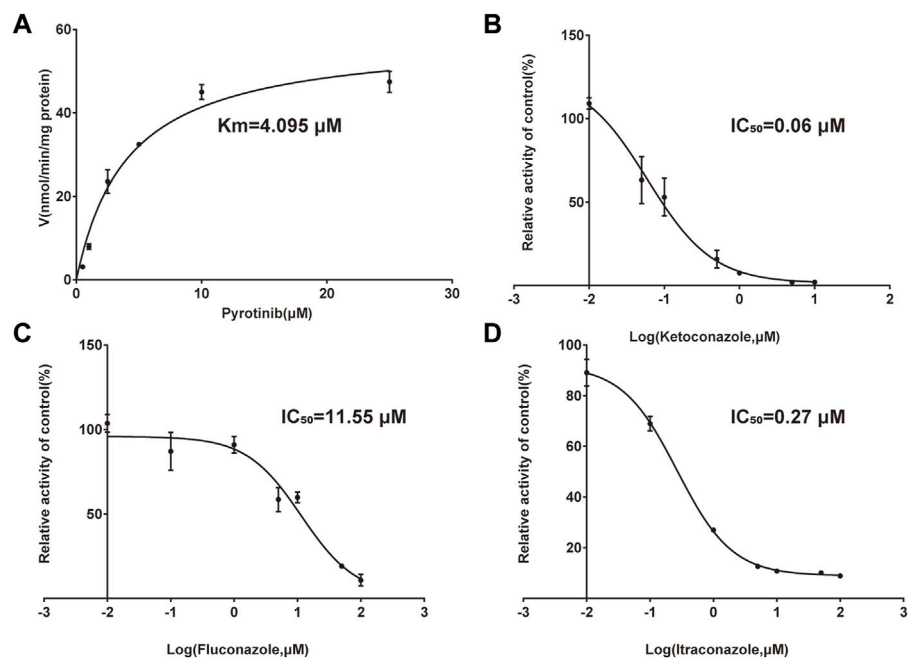 A
V(nmol/min/mg protein)
60
40
20
0
0
10
20
30
Km=4.095 μM
Pyrotinib(μM)
B
Relative activity of control(%)
150
100
50
-3
-2
-1
0
1
2
IC₅₀=0.06 μM
Log(Ketoconazole,μM)
C
Relative activity of control(%)
150
100
50
-3
-2
-1
0
1
2
3
IC₅₀=11.55 μM
Log(Fluconazole,μM)
D
Relative activity of control(%)
100
80
60
40
20
-3
-2
-1
0
1
2
3
IC₅₀=0.27 μM
Log(Itraconazole,μM)